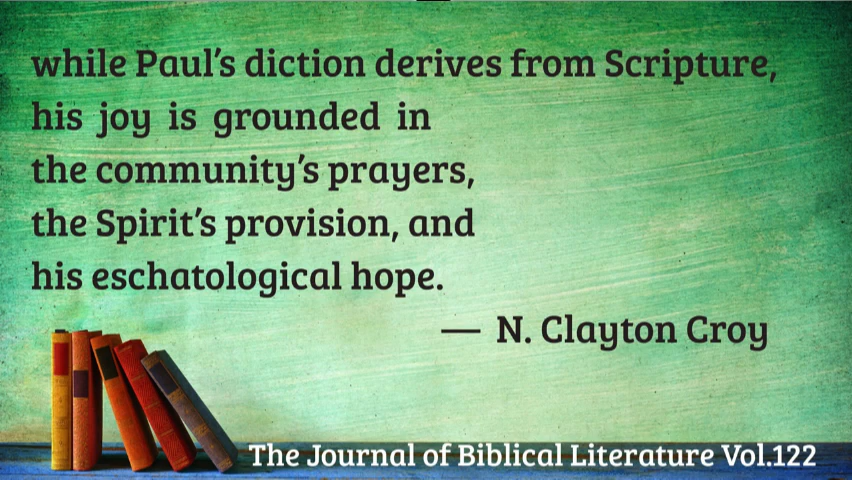 while Paul's diction derives from Scripture,
his joy is grounded in
the community's prayers,
the Spirit's provision, and
his eschatological hope.
— N. Clayton Croy
The Journal of Biblical Literature Vol.122